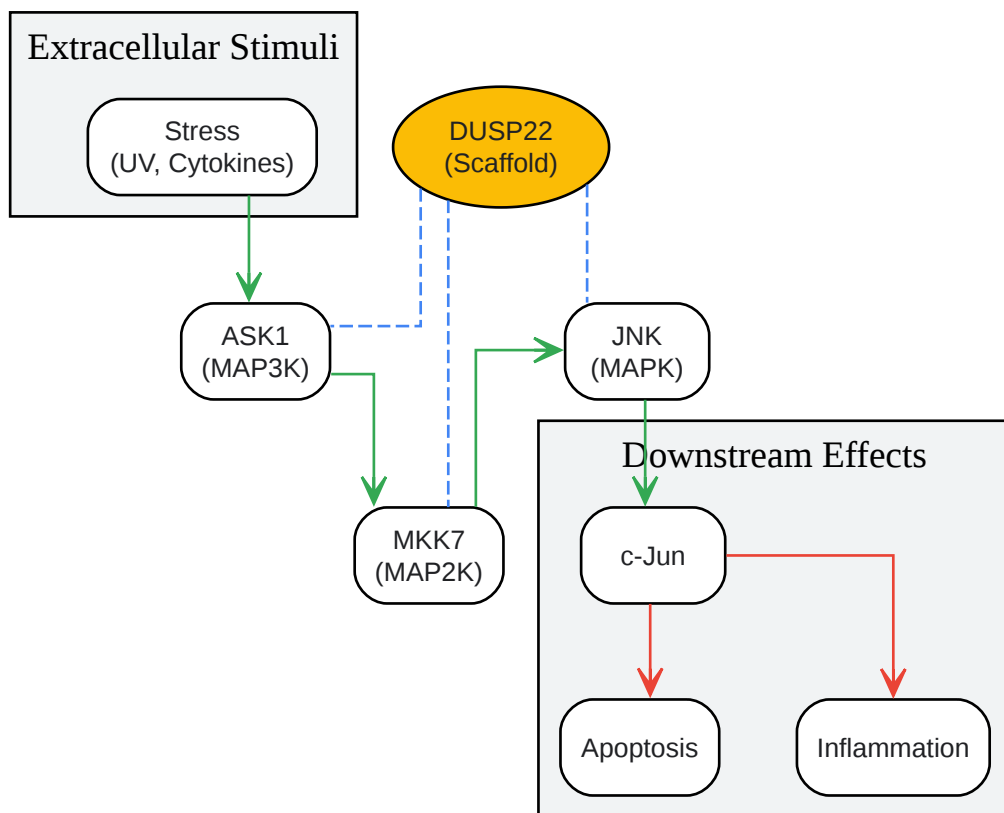 Extracellular Stimuli
Stress
(UV, Cytokines)
DUSP22
(Scaffold)
ASK1
(MAP3K)
JNK
(MAPK)
Downstream Effects
MKK7
(MAP2K)
c-Jun
Apoptosis
Inflammation